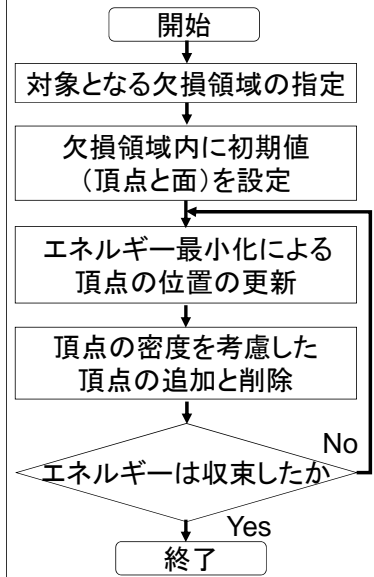 開始
対象となる欠損領域の指定
欠損領域内に初期値
（頂点と面）を設定
エネルギー最小化による
頂点の位置の更新
頂点の密度を考慮した
頂点の追加と削除
エネルギーは収束したか
No
Yes
終了